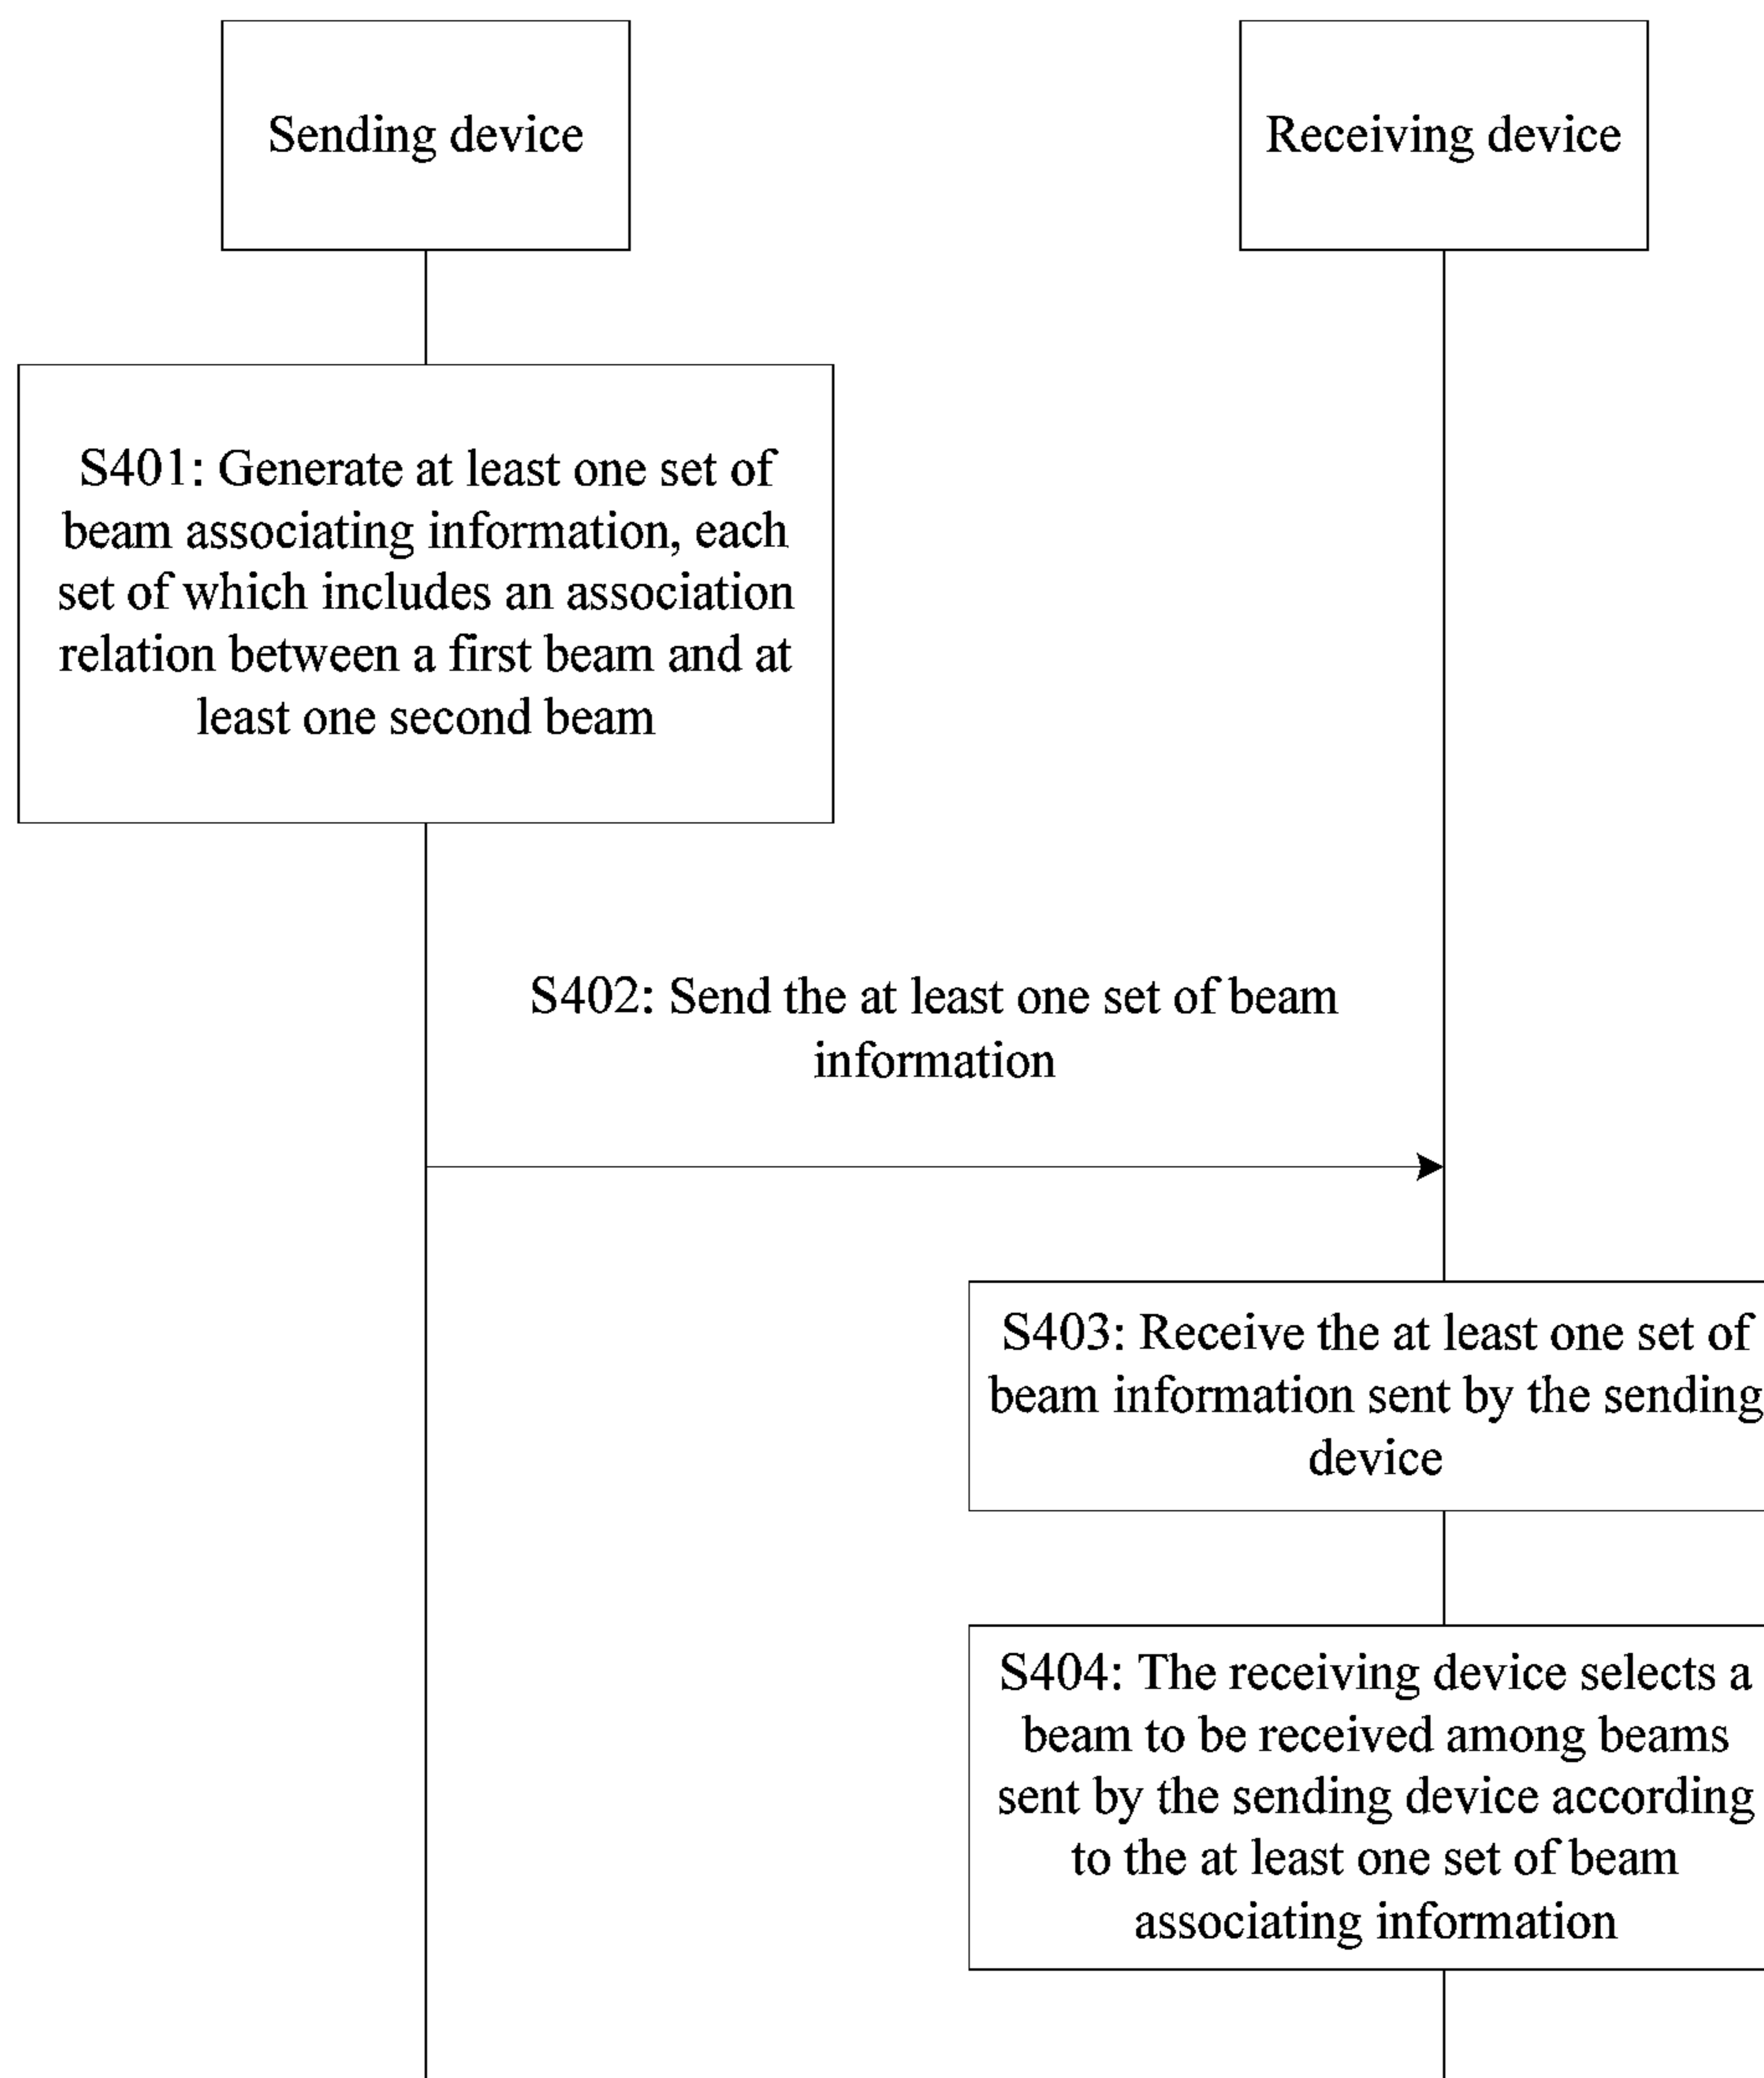 Sending device
Receiving device
S401: Generate at least one set of
beam associating information, each
set of which includes an association
relation between a first beam and at
least one second beam
S402: Send the at least one set of beam
information
S403: Receive the at least one set of
beam information sent by the sending
device
S404: The receiving device selects a
beam to be received among beams
sent by the sending device according
to the at least one set of beam
associating information